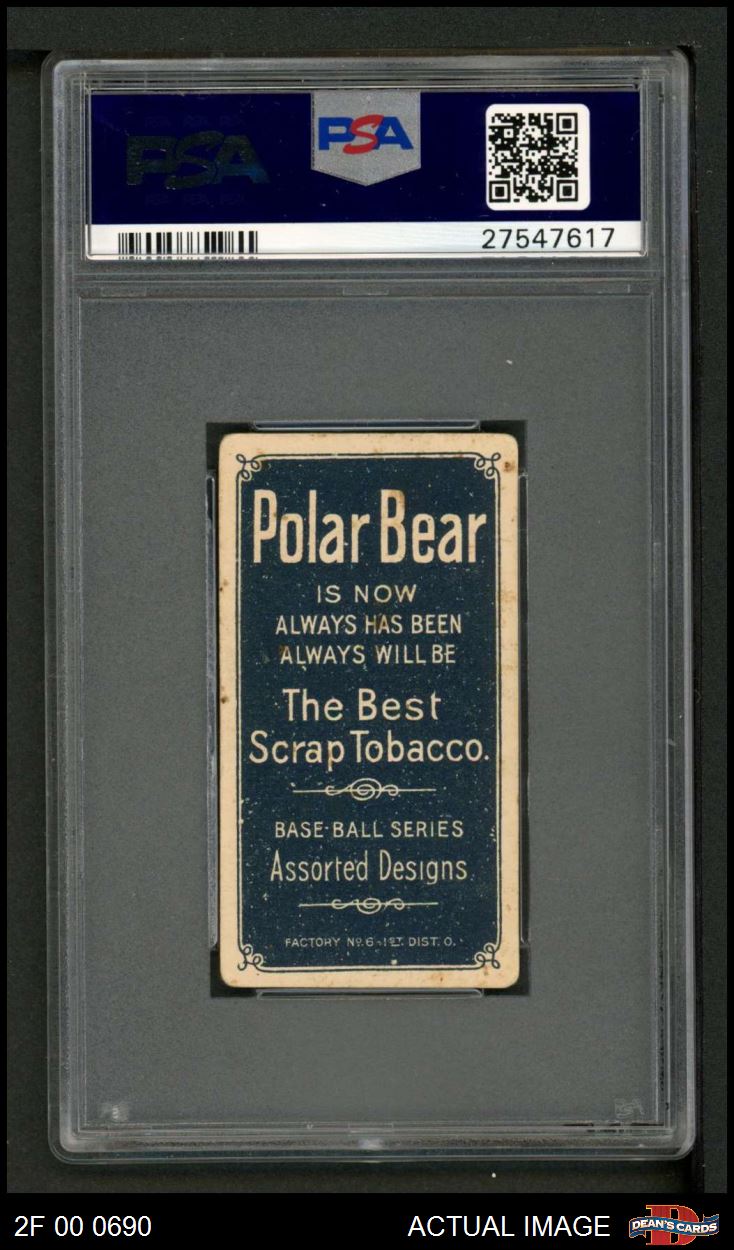 PSA
PSA
27547617
Polar Bear
IS NOW
ALWAYS HAS BEEN
ALWAYS WILL BE
The Best
Scrap Tobacco.
BASE BALL SERIES
Assorted Designs
FACTORY Nº 6-1ST. DIST. O.
2F 00 0690
ACTUAL IMAGE
DEAN'S CARDS